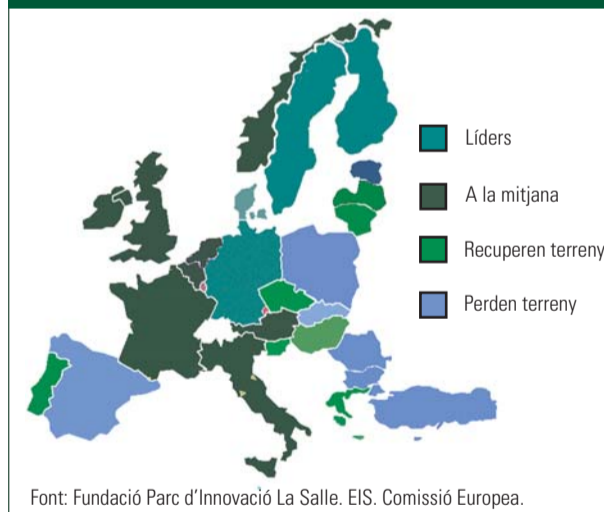 Líders
A la mitjana
Recuperen terreny
Perden terreny
Font: Fundació Parc d'Innovació La Salle. EIS. Comissió Europea.